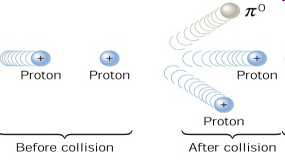 +
+
Proton
Proton
Before collision
π⁰
+
Proton
+
Proton
After collision